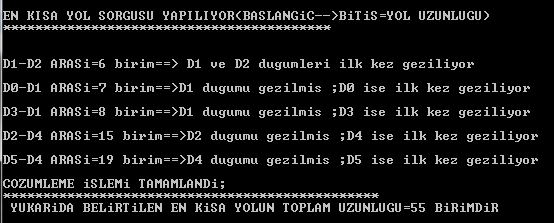 EN KISA YOL SORGUSU YAPILIYOR<BASLANGiC-->BiTiS=YOL UZUNLUGU>
*****************************************
D1-D2 ARASi=6 birim==> D1 ve D2 dugumleri ilk kez geziliyor
D0-D1 ARASi=7 birim==>D1 dugumu gezilmis ;D0 ise ilk kez geziliyor
D3-D1 ARASi=8 birim==>D1 dugumu gezilmis ;D3 ise ilk kez geziliyor
D2-D4 ARASi=15 birim==>D2 dugumu gezilmis ;D4 ise ilk kez geziliyor
D5-D4 ARASi=19 birim==>D4 dugumu gezilmis ;D5 ise ilk kez geziliyor
COZUMLEME iSLEMi TAMAMLANDi;
***********************************************
YUKARiDA BELiRTiLEN EN KiSA YOLUN TOPLAM UZUNLUGU=55 BiRiMDiR